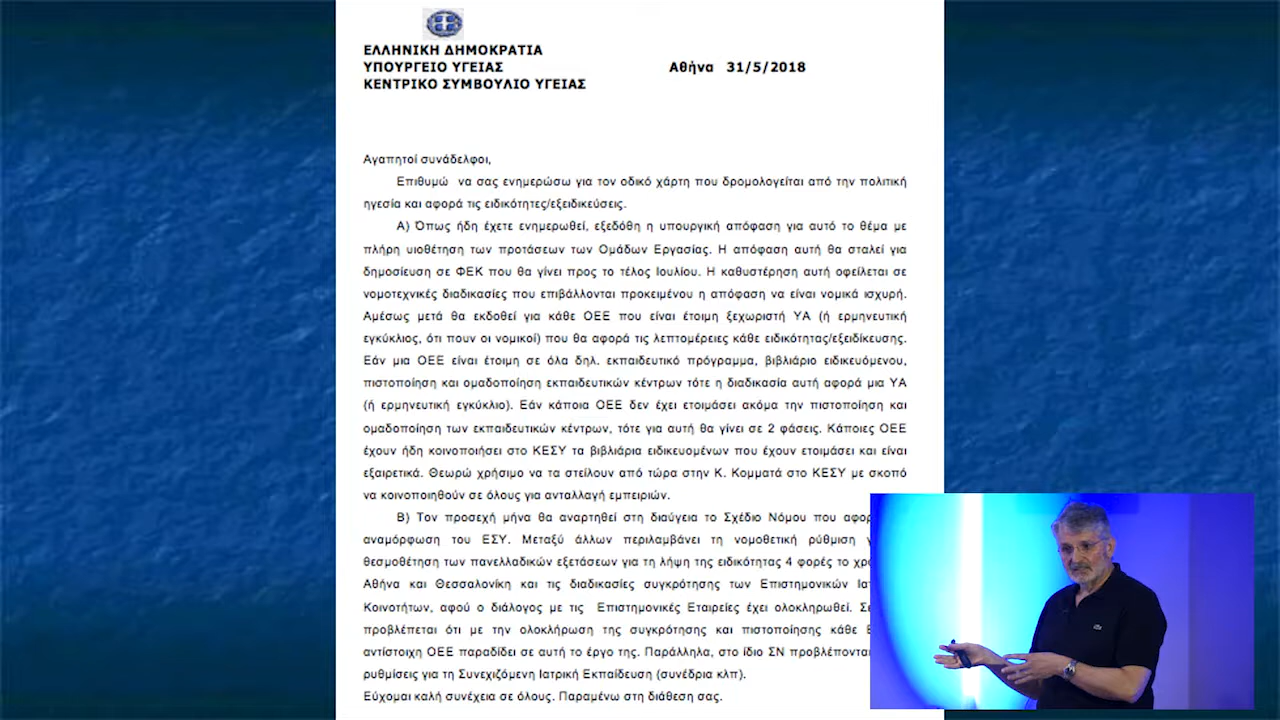 ΕΛΛΗΝΙΚΗ ΔΗΜΟΚΡΑΤΙΑ
ΥΠΟΥΡΓΕΙΟ ΥΓΕΙΑΣ
Αθήνα 31/5/2018
ΚΕΝΤΡΙΚΟ ΣΥΜΒΟΥΛΙΟ ΥΓΕΙΑΣ
Αγαπητοί συνάδελφοι,
Επιθυμώ να σας ενημερώσω για τον οδικό χάρτη που δρομολογείται από την πολιτική
ηγεσία και αφορά τις ειδικότητες/εξειδικεύσεις.
Α) Όπως ήδη έχετε ενημερωθεί, εξεδόθη η υπουργική απόφαση για αυτό το θέμα με
πλήρη υιοθέτηση των προτάσεων των Ομάδων Εργασίας. Η απόφαση αυτή θα σταλεί για
δημοσίευση σε ΦΕΚ που θα γίνει προς το τέλος Ιουλίου. Η καθυστέρηση αυτή οφείλεται σε
νομοτεχνικές διαδικασίες που επιβάλλονται προκειμένου η απόφαση να είναι νομικά ισχυρή.
Αμέσως μετά θα εκδοθεί για κάθε ΟΕΕ που είναι έτοιμη ξεχωριστή ΥΑ (ή ερμηνευτική
εγκύκλιος, ότι πουν οι νομικοί) που θα αφορά τις λεπτομέρειες κάθε ειδικότητας/εξειδίκευσης.
Εάν μια ΟΕΕ είναι έτοιμη σε όλα δηλ. εκπαιδευτικό πρόγραμμα, βιβλιάριο ειδικευόμενου,
πιστοποίηση και ομαδοποίηση εκπαιδευτικών κέντρων τότε η διαδικασία αυτή αφορά μια ΥΑ
(ή ερμηνευτική εγκύκλιο). Εάν κάποια ΟΕΕ δεν έχει ετοιμάσει ακόμα την πιστοποίηση και
ομαδοποίηση των εκπαιδευτικών κέντρων, τότε για αυτή θα γίνει σε 2 φάσεις. Κάποιες ΟΕΕ
έχουν ήδη κοινοποιήσει στο ΚΕΣΥ τα βιβλιάρια ειδικευομένων που έχουν ετοιμάσει και είναι
εξαιρετικά. Θεωρώ χρήσιμο να τα στείλουν από τώρα στην Κ. Κομματά στο ΚΕΣΥ με σκοπό
να κοινοποιηθούν σε όλους για ανταλλαγή εμπειριών.
Β) Τον προσεχή μήνα θα αναρτηθεί στη διαύγεια το Σχέδιο Νόμου που αφορ
αναμόρφωση του ΕΣΥ. Μεταξύ άλλων περιλαμβάνει τη νομοθετική ρύθμιση
θεσμοθέτηση των πανελλαδικών εξετάσεων για τη λήψη της ειδικότητας 4 φορές το χρ
Αθήνα και Θεσσαλονίκη και τις διαδικασίες συγκρότησης των Επιστημονικών Ιατ
Κοινοτήτων, αφού ο διάλογος με τις Επιστημονικές Εταιρείες έχει ολοκληρωθεί.
προβλέπεται ότι με την ολοκλήρωση της συγκρότησης και πιστοποίησης κάθε
αντίστοιχη ΟΕΕ παραδίδει σε αυτή το έργο της. Παράλληλα, στο ίδιο ΣΝ προβλέποντα
ρυθμίσεις για τη Συνεχιζόμενη Ιατρική Εκπαίδευση (συνέδρια κλπ).
Εύχομαι καλή συνέχεια σε όλους. Παραμένω στη διάθεση σας.